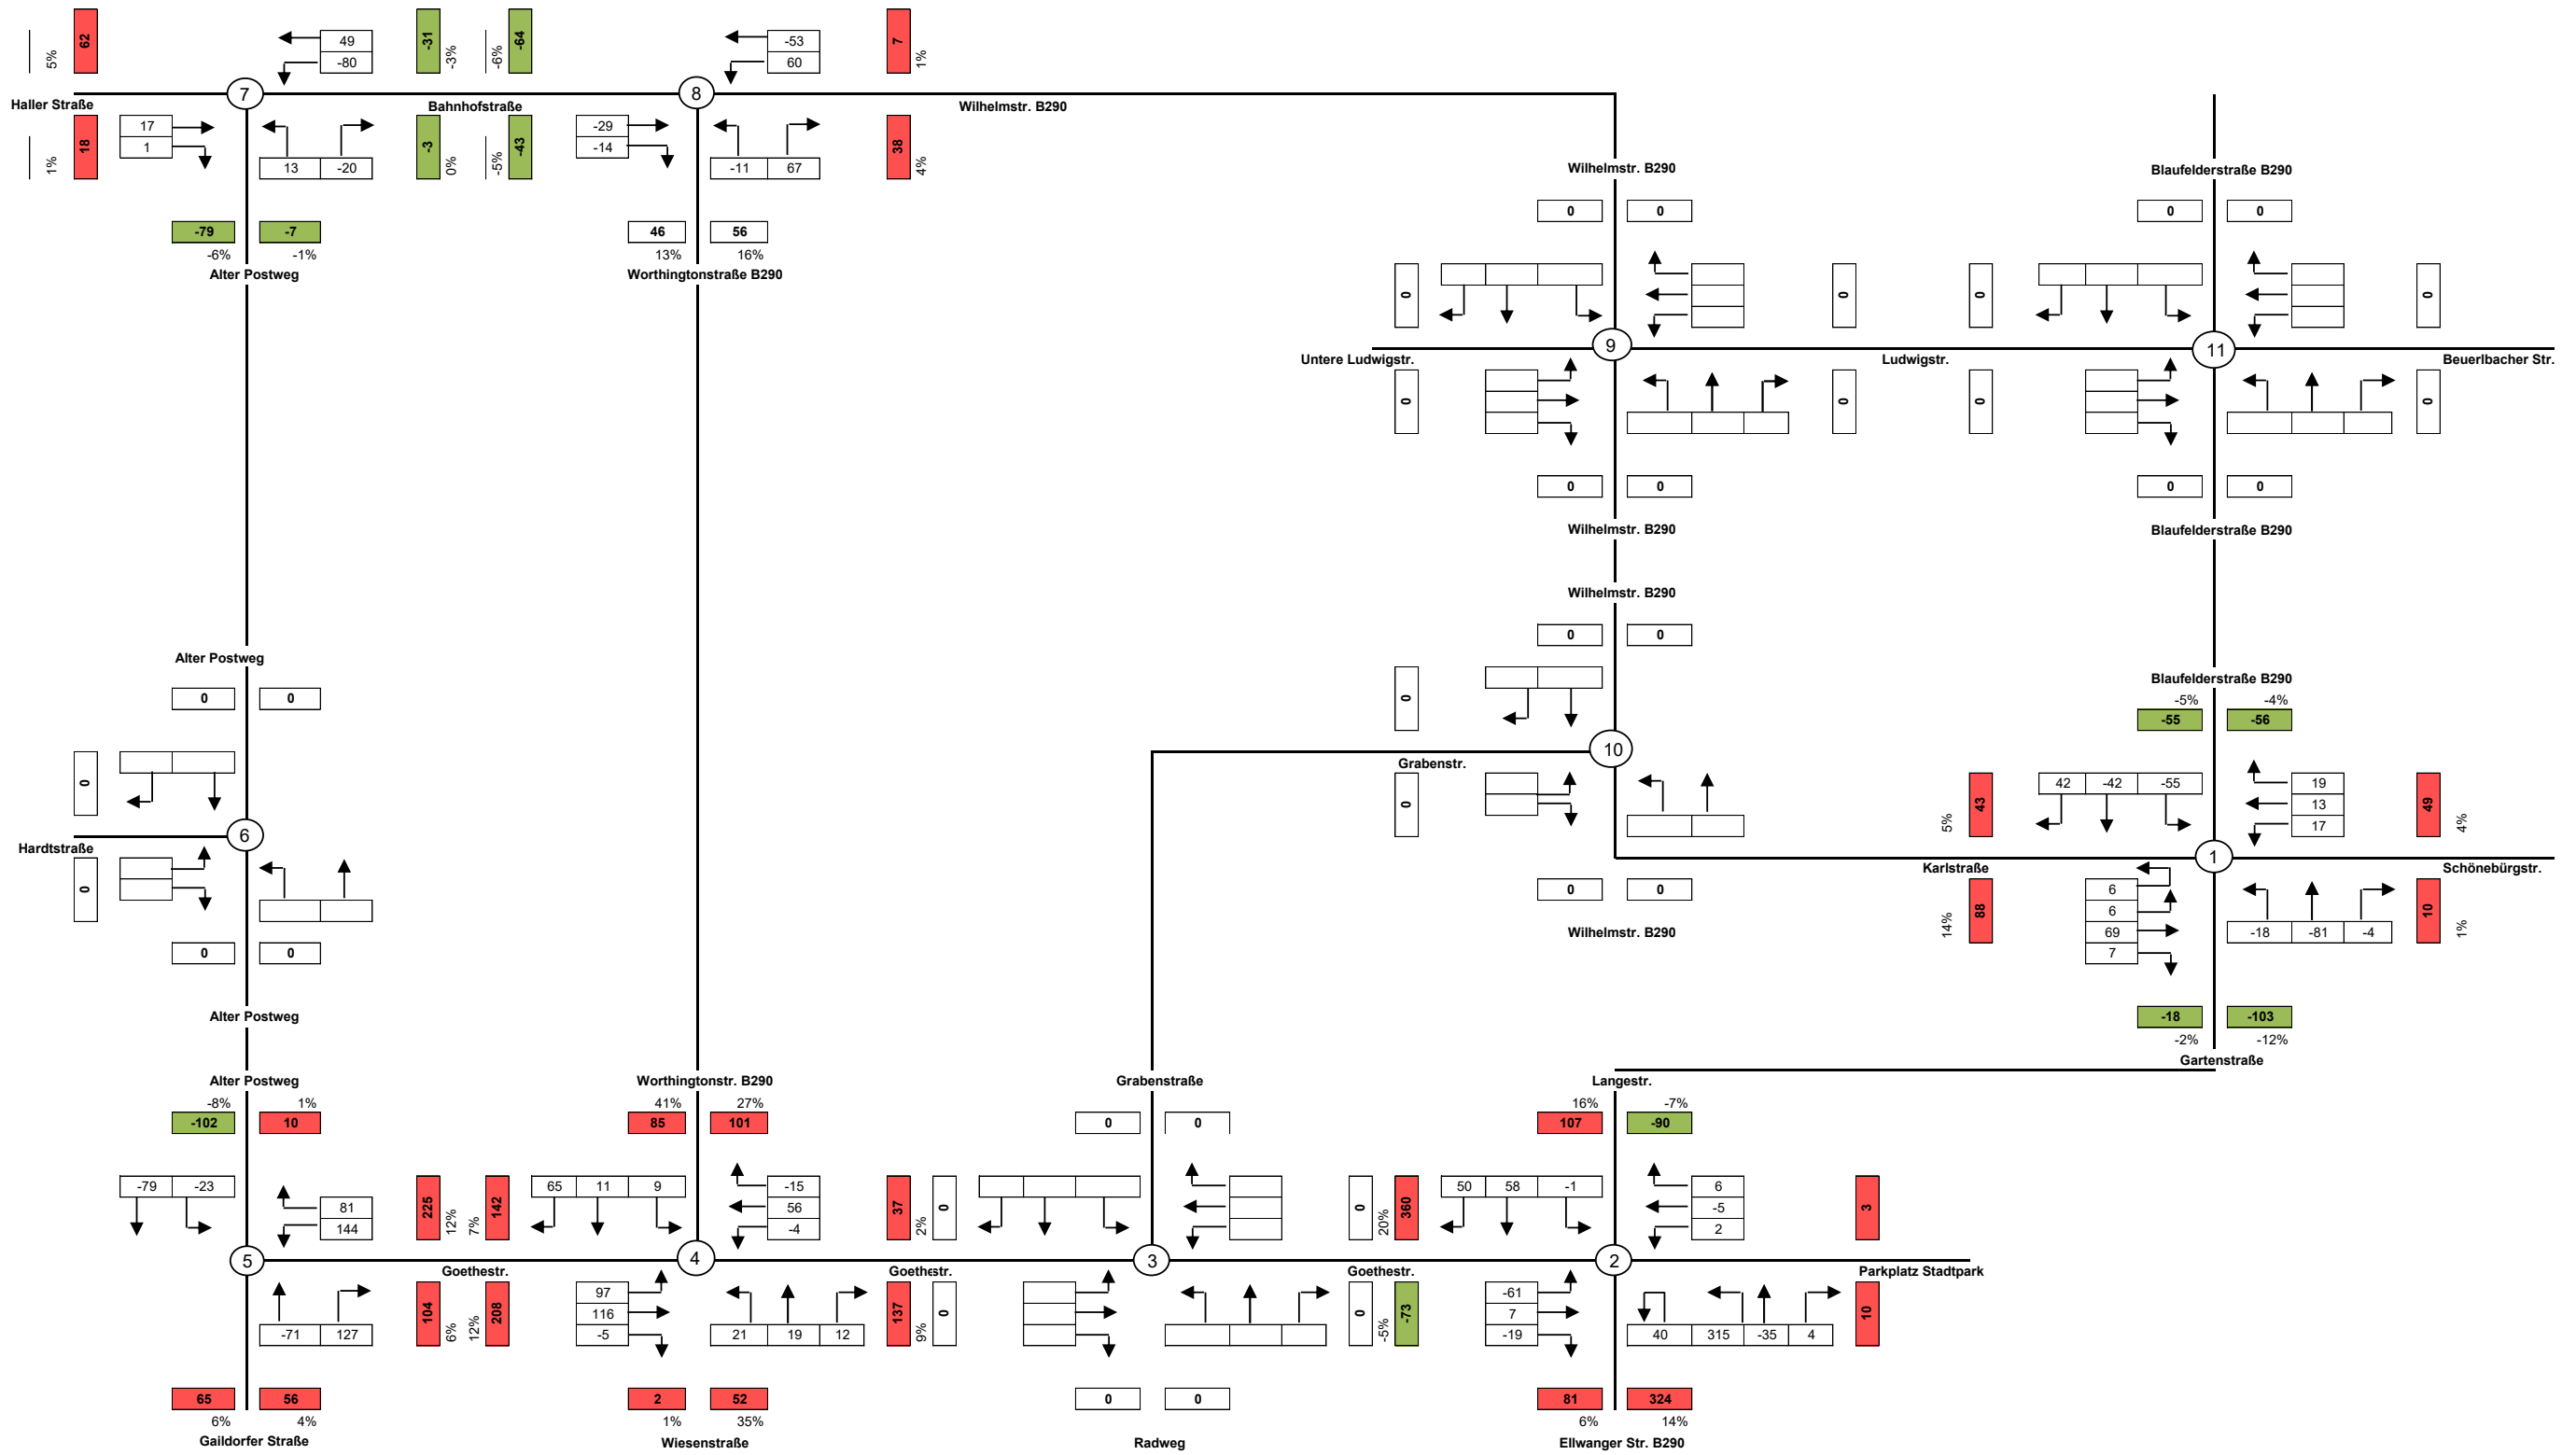 5% 62 49 -31 -3% -6% -64 -53 7 1%
-80 60
7 8
Haller Straße Bahnhofstraße Wilhelmstr. B290
1% 18 17 -3 0% -5% -43 -29 38 4%
1 -14
13 -20 -11 67
Wilhelmstr. B290 Blaufelderstraße B290
0 0 0 0
-79 -7 46 56
-6% -1% 13% 16%
Alter Postweg Worthingtonstraße B290
0 0 0 0
9 11
Untere Ludwigstr. Ludwigstr. Beuerlbacher Str.
0 0 0 0
0 0 0 0
Wilhelmstr. B290 Blaufelderstraße B290
Wilhelmstr. B290
0 0
Alter Postweg
0 0
Blaufelderstraße B290
-5% -4%
0 -55 -56
10
Grabenstr.
0 0 5% 43 42 -42 -55 19 49 4%
13
17
6
Hardtstraße
1
Karlstraße Schönebürgstr.
0 0 0 14% 88 6 10 1%
6
69 -18 -81 -4
7
Wilhelmstr. B290
0 0
Alter Postweg
-18 -103
-2% -12%
Gartenstraße
Alter Postweg Worthingtonstr. B290 Grabenstraße Langestr.
-8% 1% 41% 27% 16% -7%
-102 10 85 101 0 0 107 -90
-79 -23 81 225 12% 7% 142 65 11 9 -15 37 2% 0 0 20% 360 50 58 -1 6 3
144 56 -5
-4 2
5 4 3 2
Goethestr. Goethestr. Goethestr. Parkplatz Stadtpark
104 6% 12% 208 97 137 9% 0 0 -5% -73 -61 10
116 7
-71 127 -5 21 19 12 -19 40 315 -35 4
65 56 2 52 0 0 81 324
6% 4% 1% 35% 6% 14%
Gaildorfer Straße Wiesenstraße Radweg Ellwanger Str. B290